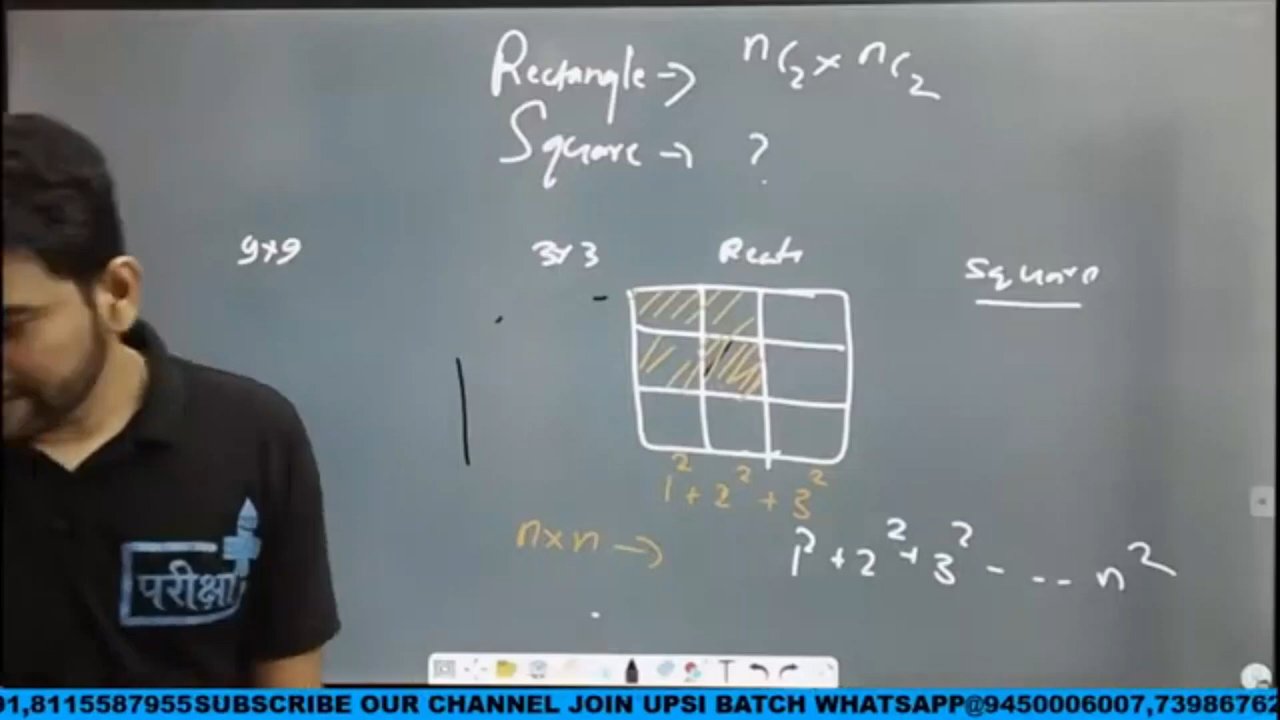 Rectangle → nC₂ × nC₂
Square → ?
9×9 3×3 Rect Square
1² + 2² + 3²
n×n → 1² + 2² + 3² - - - - n²
परीक्षा
T
01,8115587955SUBSCRIBE OUR CHANNEL JOIN UPSI BATCH WHATSAPP@9450006007,73986762